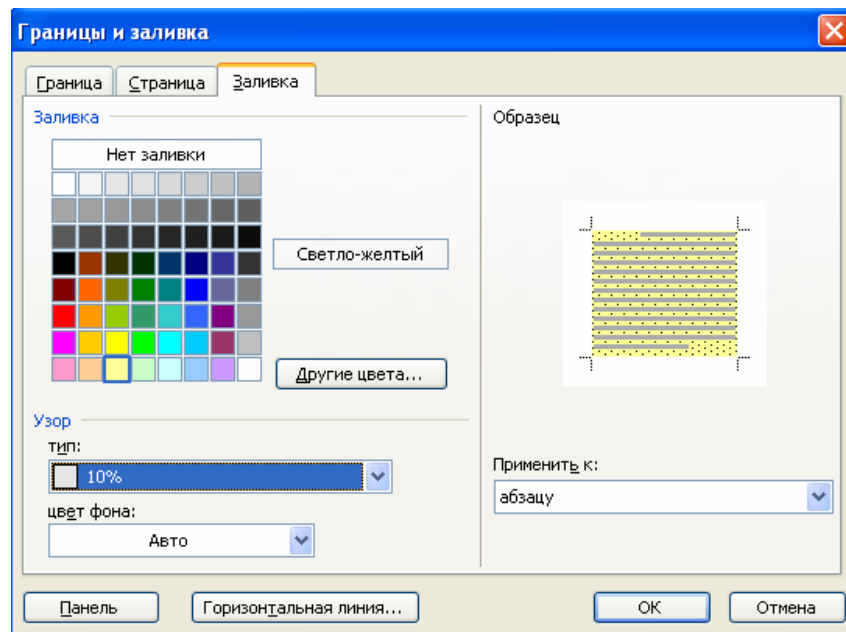 Границы и заливка
Граница Страница Заливка
Заливка
Нет заливки
Светло-желтый
Другие цвета...
Узор
тип:
10%
цвет фона:
Авто
Образец
Применить к:
абзацу
Панель Горизонтальная линия... ОК Отмена